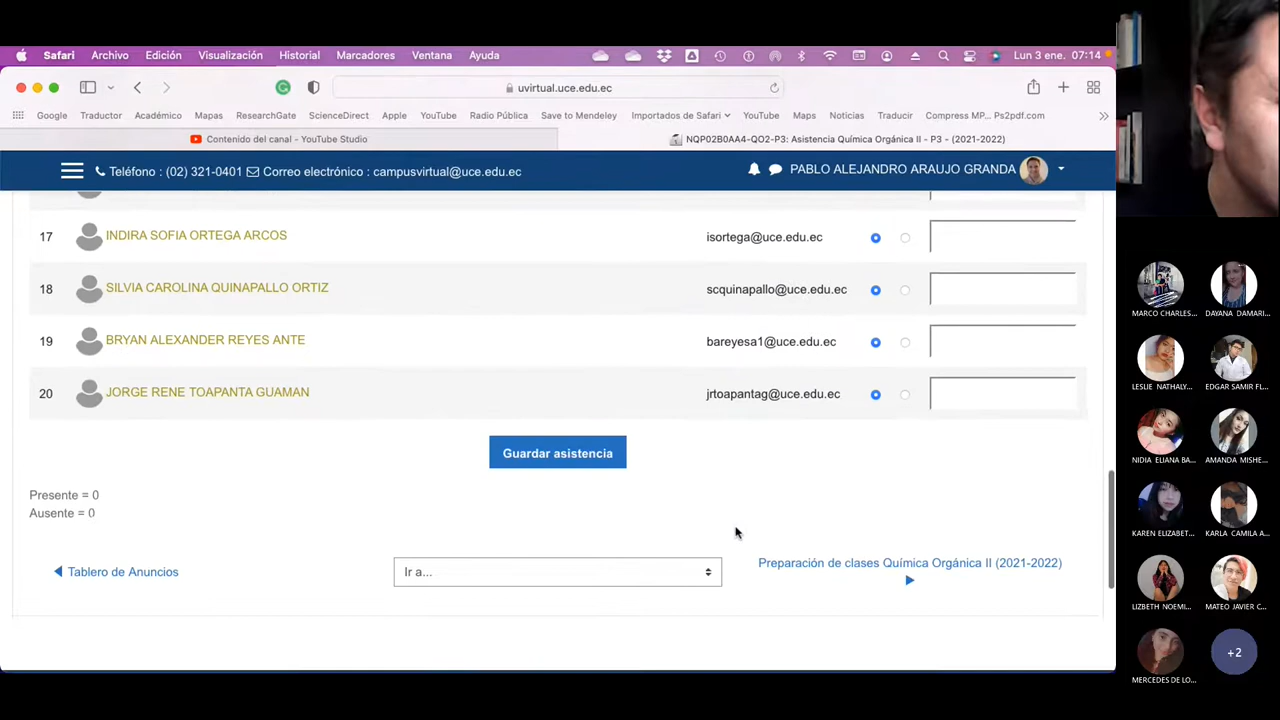 Safari Archivo Edición Visualización Historial Marcadores Ventana Ayuda Lun 3 ene. 07:14
uvirtual.uce.edu.ec
Google Traductor Académico Mapas ResearchGate ScienceDirect Apple YouTube Radio Pública Save to Mendeley Importados de Safari YouTube Maps Noticias Traducir Compress MP... Ps2pdf.com
Contenido del canal - YouTube Studio NQP02B0AA4-QO2-P3: Asistencia Química Orgánica II - P3 - (2021-2022)
Teléfono : (02) 321-0401 Correo electrónico : campusvirtual@uce.edu.ec PABLO ALEJANDRO ARAUJO GRANDA
17 INDIRA SOFIA ORTEGA ARCOS isortega@uce.edu.ec
18 SILVIA CAROLINA QUINAPALLO ORTIZ scquinapallo@uce.edu.ec
19 BRYAN ALEXANDER REYES ANTE bareyesa1@uce.edu.ec
20 JORGE RENE TOAPANTA GUAMAN jrtoapantag@uce.edu.ec
Guardar asistencia
Presente = 0
Ausente = 0
Tablero de Anuncios Ir a... Preparación de clases Química Orgánica II (2021-2022)
MARCO CHARLES... DAYANA DAMARI...
LESLIE NATHALY... EDGAR SAMIR FL...
NIDIA ELIANA BA... AMANDA MISHE...
KAREN ELIZABET... KARLA CAMILA A...
LIZBETH NOEMI... MATEO JAVIER C...
+2
MERCEDES DE LO...